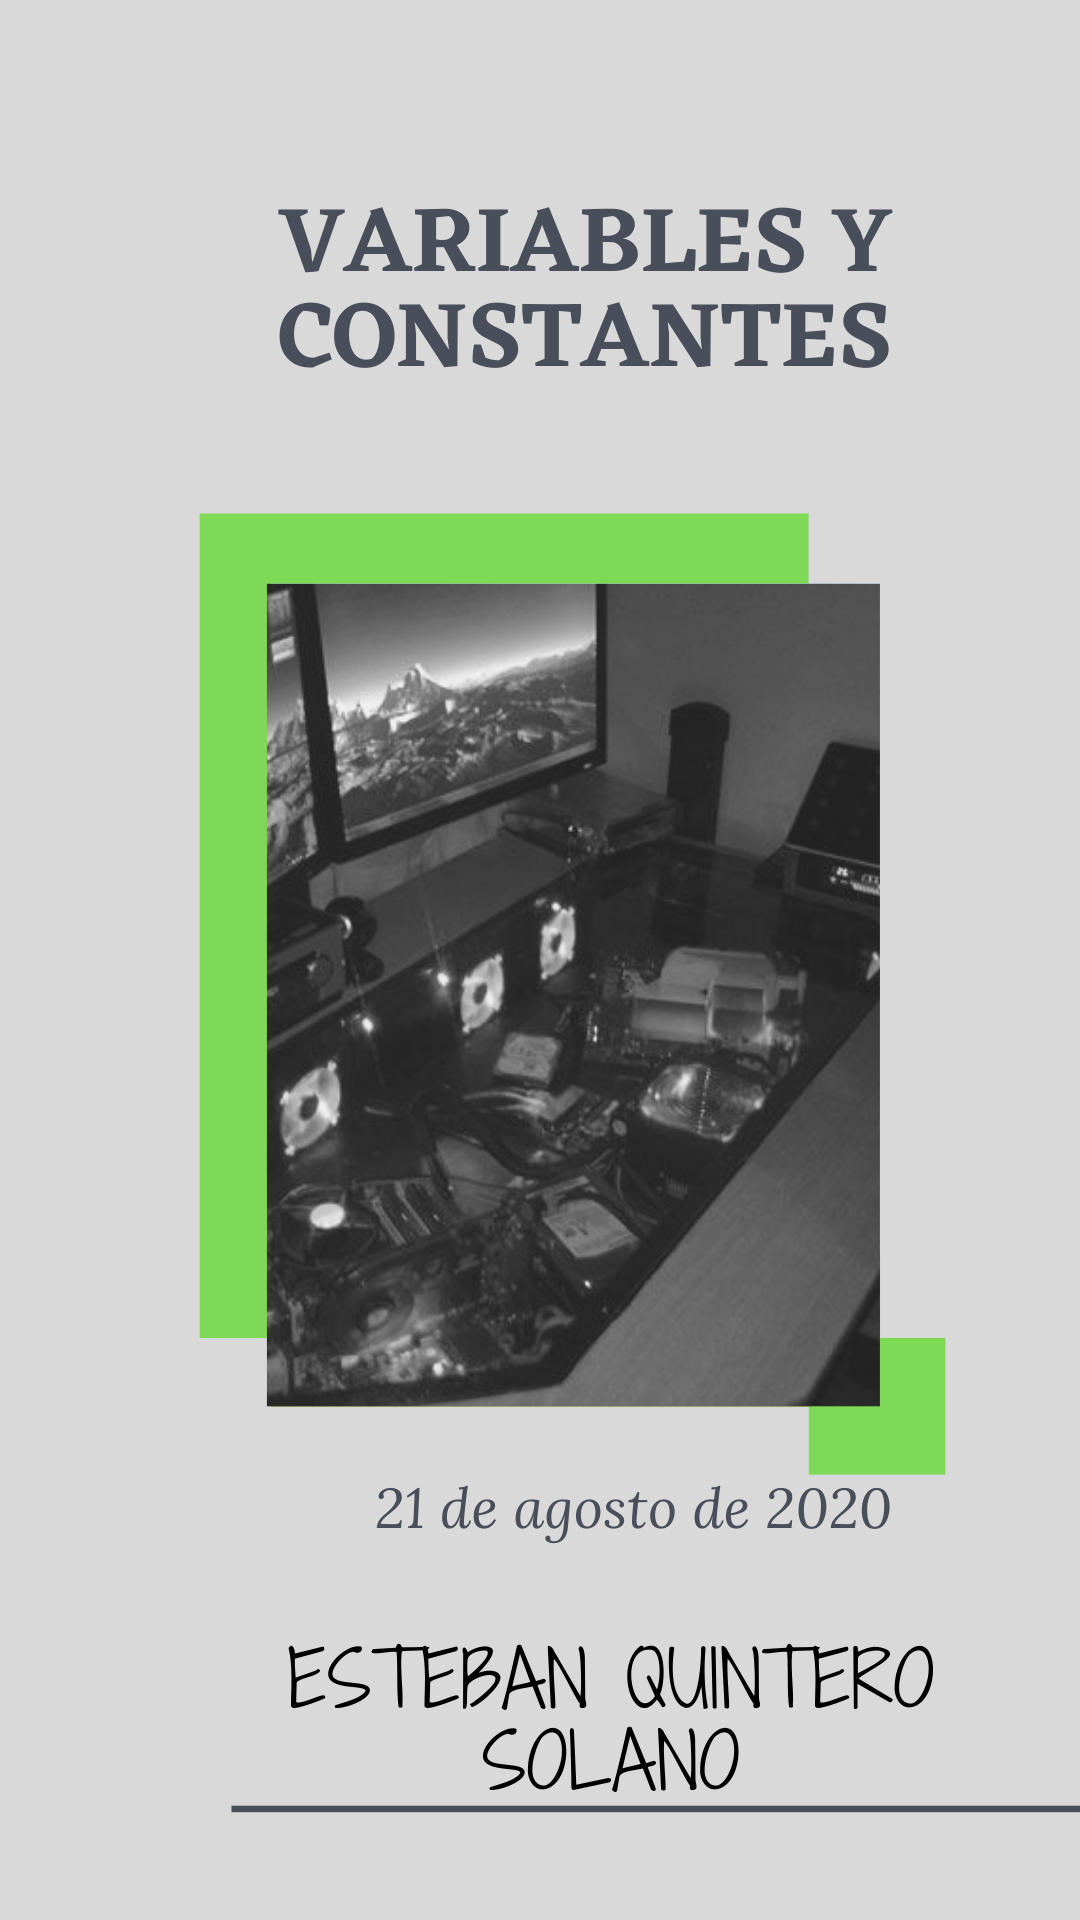 VARIABLES Y
CONSTANTES
21 de agosto de 2020
ESTEBAN QUINTERO
SOLANO